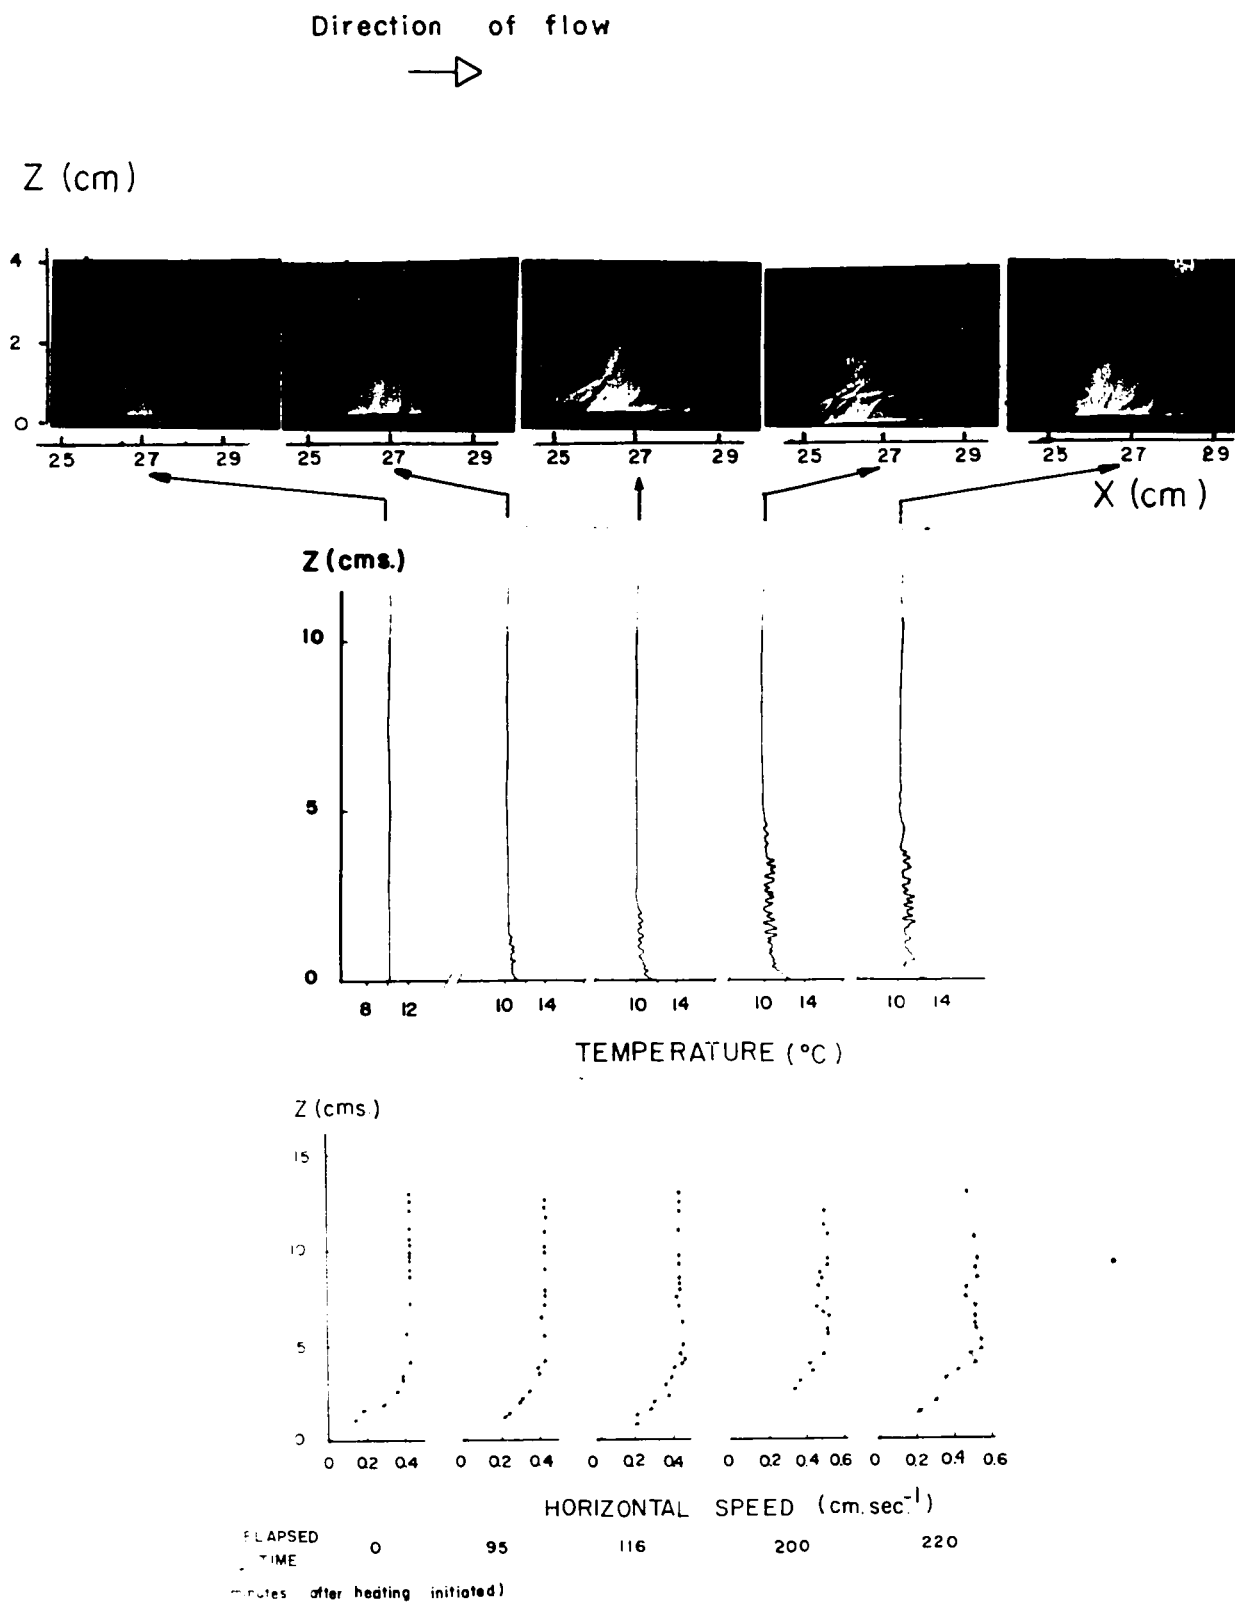 Direction of flow
Z (cm)
4
2
0
25 27 29 25 27 29 25 27 29 25 27 29 25 27 29
X (cm)
Z (cms.)
10
5
0
8 12 10 14 10 14 10 14 10 14
TEMPERATURE (°C)
Z (cms.)
15
10
5
0
0 0.2 0.4 0 0.2 0.4 0 0.2 0.4 0 0.2 0.4 0.6 0 0.2 0.4 0.6
HORIZONTAL SPEED (cm. sec.-1)
ELAPSED
TIME
0 95 116 200 220
after heating initiated)